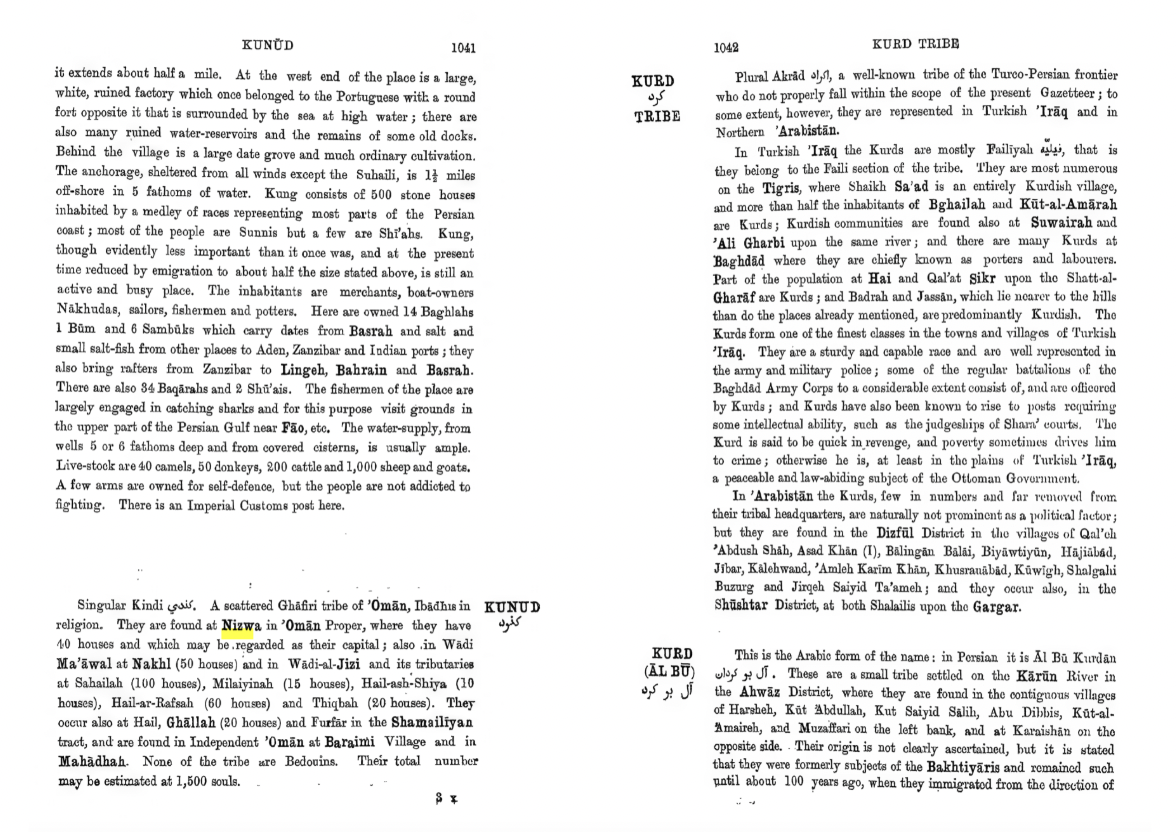 KUNŪD 1041
it extends about half a mile. At the west end of the place is a large,
white, ruined factory which once belonged to the Portuguese with a round
fort opposite it that is surrounded by the sea at high water; there are
also many ruined water-reservoirs and the remains of some old docks.
Behind the village is a large date grove and much ordinary cultivation.
The anchorage, sheltered from all winds except the Suhaili, is 1½ miles
off-shore in 5 fathoms of water. Kung consists of 500 stone houses
inhabited by a medley of races representing most parts of the Persian
coast; most of the people are Sunnis but a few are Shī'ahs. Kung,
though evidently less important than it once was, and at the present
time reduced by emigration to about half the size stated above, is still an
active and busy place. The inhabitants are merchants, boat-owners
Nākhudas, sailors, fishermen and potters. Here are owned 14 Baghlahs
1 Būm and 6 Sambūks which carry dates from Basrah and salt and
small salt-fish from other places to Aden, Zanzibar and Indian ports; they
also bring rafters from Zanzibar to Lingeh, Bahrain and Basrah.
There are also 34 Baqārahs and 2 Shū'ais. The fishermen of the place are
largely engaged in catching sharks and for this purpose visit grounds in
the upper part of the Persian Gulf near Fāo, etc. The water-supply, from
wells 5 or 6 fathoms deep and from covered cisterns, is usually ample.
Live-stock are 40 camels, 50 donkeys, 200 cattle and 1,000 sheep and goats.
A few arms are owned for self-defence, but the people are not addicted to
fighting. There is an Imperial Customs post here.
KUNŪD
كنود
Singular Kindi كندي. A scattered Ghāfiri tribe of 'Omān, Ibādhis in
religion. They are found at Nizwa in 'Omān Proper, where they have
40 houses and which may be regarded as their capital; also in Wādi
Ma'āwal at Nakhl (50 houses) and in Wādi-al-Jizi and its tributaries
at Sahailah (100 houses), Milaiyinah (15 houses), Hail-ash-Shiya (10
houses), Hail-ar-Rafsah (60 houses) and Thiqbah (20 houses). They
occur also at Hail, Ghāllah (20 houses) and Furfār in the Shamailīyan
tract, and are found in Independent 'Omān at Baraimi Village and in
Mahādhah. None of the tribe are Bedouins. Their total number
may be estimated at 1,500 souls.
3 x
1042 KURD TRIBE
KURD
كرد
TRIBE
Plural Akrād اكراد, a well-known tribe of the Turco-Persian frontier
who do not properly fall within the scope of the present Gazetteer; to
some extent, however, they are represented in Turkish 'Irāq and in
Northern 'Arabistān.
In Turkish 'Irāq the Kurds are mostly Failiyah فيليّه, that is
they belong to the Faili section of the tribe. They are most numerous
on the Tigris, where Shaikh Sa'ad is an entirely Kurdish village,
and more than half the inhabitants of Bghailah and Kūt-al-Amārah
are Kurds; Kurdish communities are found also at Suwairah and
'Ali Gharbi upon the same river; and there are many Kurds at
Baghdād where they are chiefly known as porters and labourers.
Part of the population at Hai and Qal'at Sikr upon the Shatt-al-
Gharāf are Kurds; and Badrah and Jassān, which lie nearer to the hills
than do the places already mentioned, are predominantly Kurdish. The
Kurds form one of the finest classes in the towns and villages of Turkish
'Irāq. They are a sturdy and capable race and are well represented in
the army and military police; some of the regular battalions of the
Baghdād Army Corps to a considerable extent consist of, and are officered
by Kurds; and Kurds have also been known to rise to posts requiring
some intellectual ability, such as the judgeships of Shara' courts. The
Kurd is said to be quick in revenge, and poverty sometimes drives him
to crime; otherwise he is, at least in the plains of Turkish 'Irāq,
a peaceable and law-abiding subject of the Ottoman Government.
In 'Arabistān the Kurds, few in numbers and far removed from
their tribal headquarters, are naturally not prominent as a political factor;
but they are found in the Dizfūl District in the villages of Qal'eh
'Abdush Shāh, Asad Khān (I), Bālingān Bālāi, Biyāwtiyūn, Hājiābād,
Jībar, Kālehwand, 'Amleh Karīm Khān, Khusranābād, Kūwīgh, Shalgahi
Buzurg and Jirqeh Saiyid Ta'ameh; and they occur also, in the
Shūshtar District, at both Shalailis upon the Gargar.
KURD
(ĀL BŪ)
آل بو كرد
This is the Arabic form of the name: in Persian it is Āl Bū Kurdān
آل بو كردان. These are a small tribe settled on the Kārūn River in
the Ahwāz District, where they are found in the contiguous villages
of Harsheh, Kūt 'Abdullah, Kut Saiyid Sālih, Abu Dibbis, Kūt-al-
'Amaireh, and Muzaffari on the left bank, and at Karaishān on the
opposite side. Their origin is not clearly ascertained, but it is stated
that they were formerly subjects of the Bakhtiyāris and remained such
until about 100 years ago, when they immigrated from the direction of